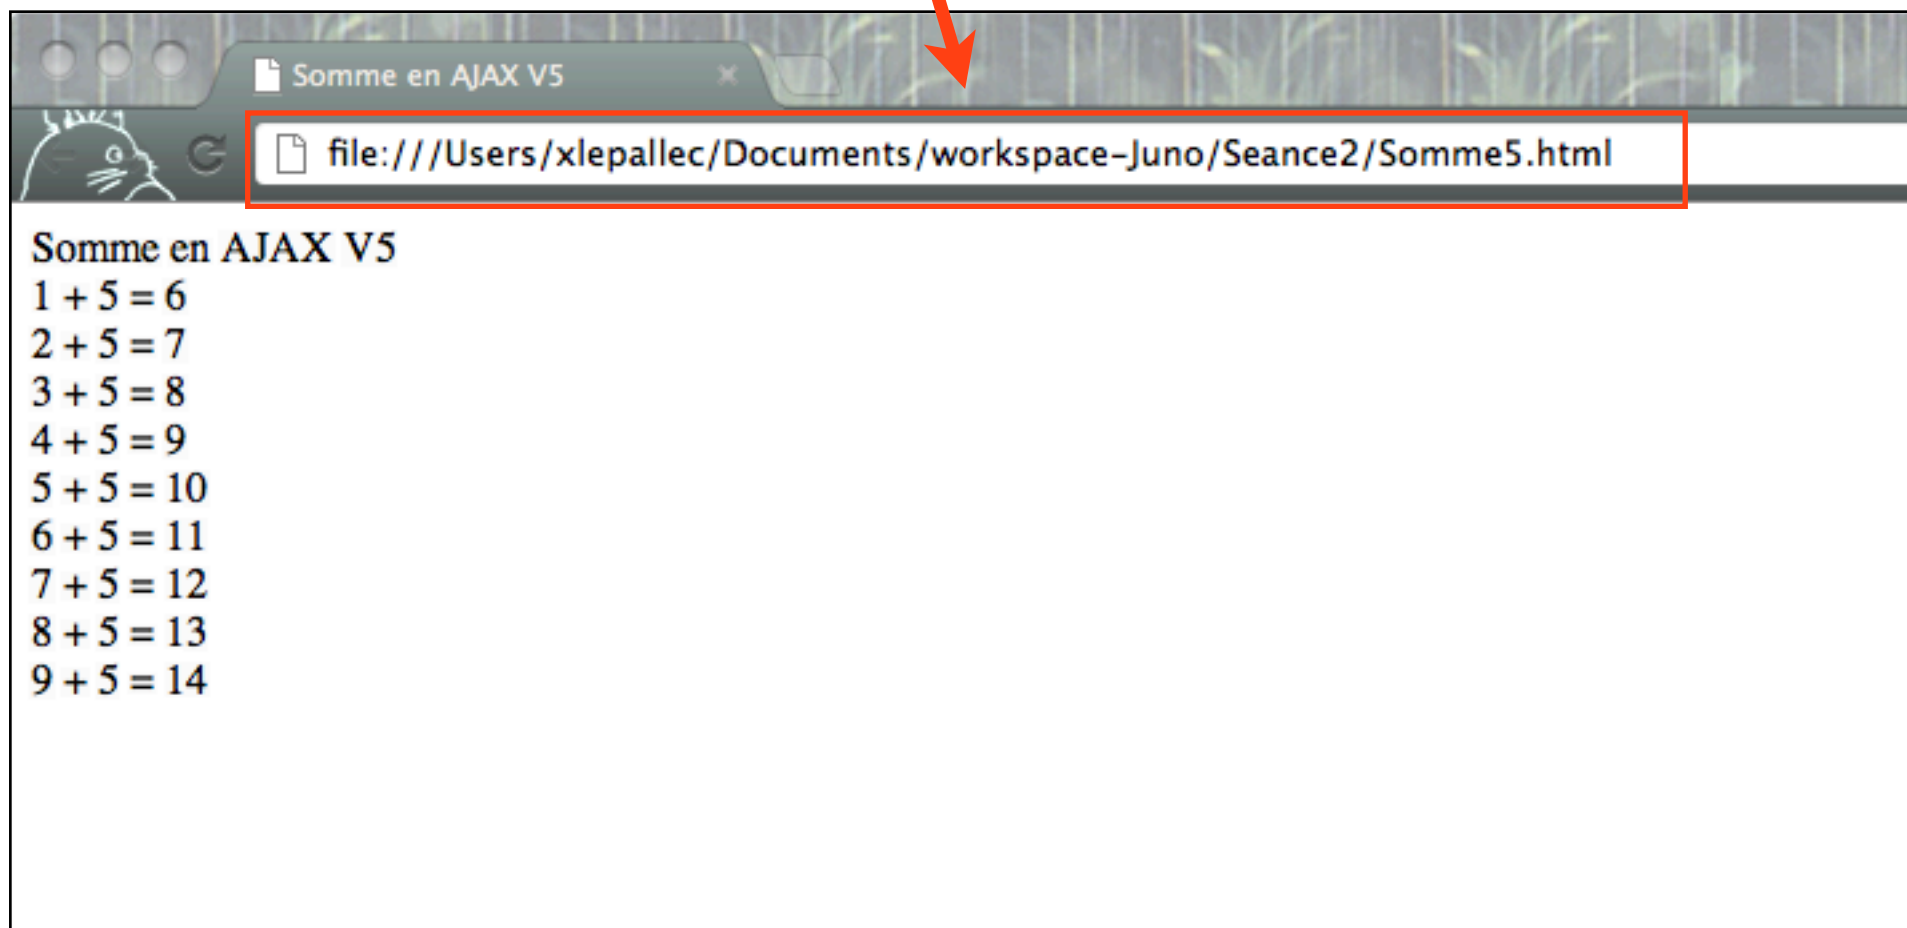 Somme en AJAX V5
file:///Users/xlepallec/Documents/workspace-Juno/Seance2/Somme5.html
Somme en AJAX V5
1 + 5 = 6
2 + 5 = 7
3 + 5 = 8
4 + 5 = 9
5 + 5 = 10
6 + 5 = 11
7 + 5 = 12
8 + 5 = 13
9 + 5 = 14